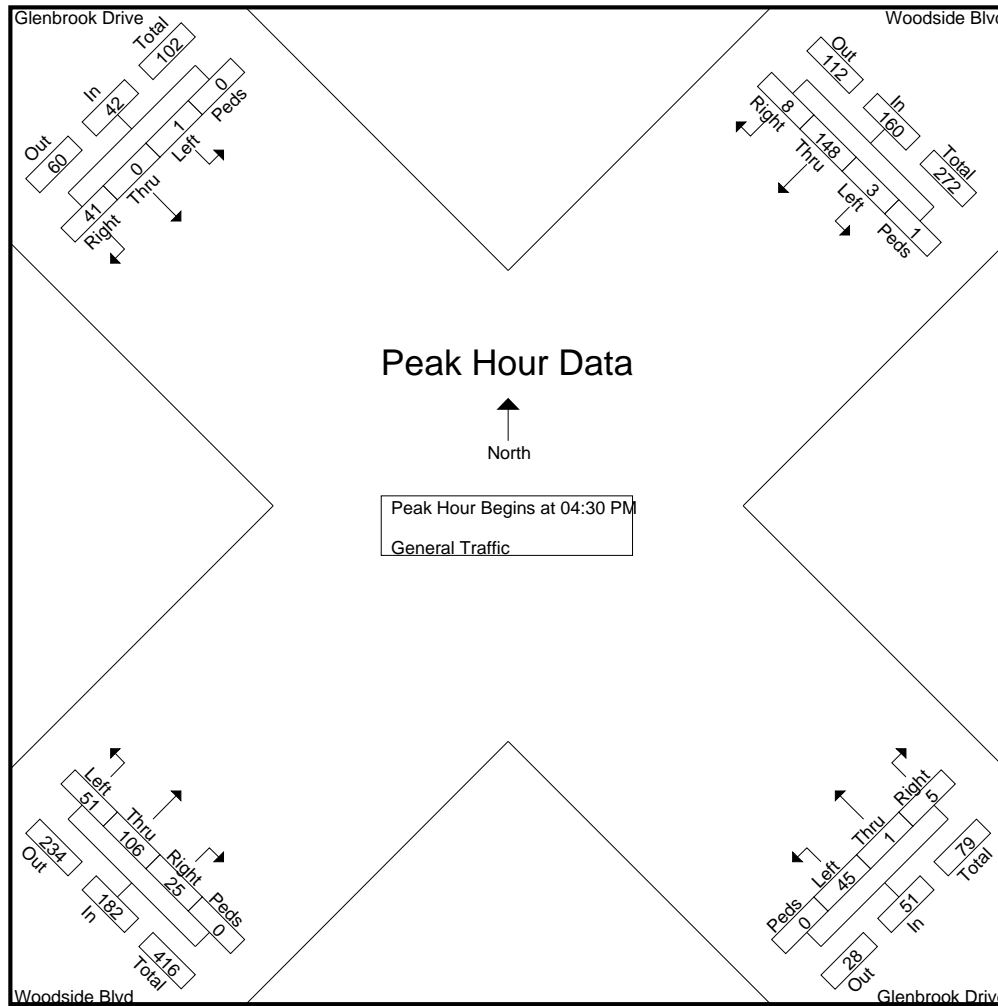 Glenbrook Drive
Woodside Blvd
Out
60
In
42
Total
102
41
0
1
0
Right
Thru
Left
Peds
Out
112
In
160
Total
272
8
148
3
1
Right
Thru
Left
Peds
Peak Hour Data
North
Peak Hour Begins at 04:30 PM
General Traffic
Left
Thru
Right
Peds
51
106
25
0
234
Out
182
In
416
Total
Peds
Left
Thru
Right
0
45
1
5
28
Out
51
In
79
Total
Woodside Blvd
Glenbrook Drive